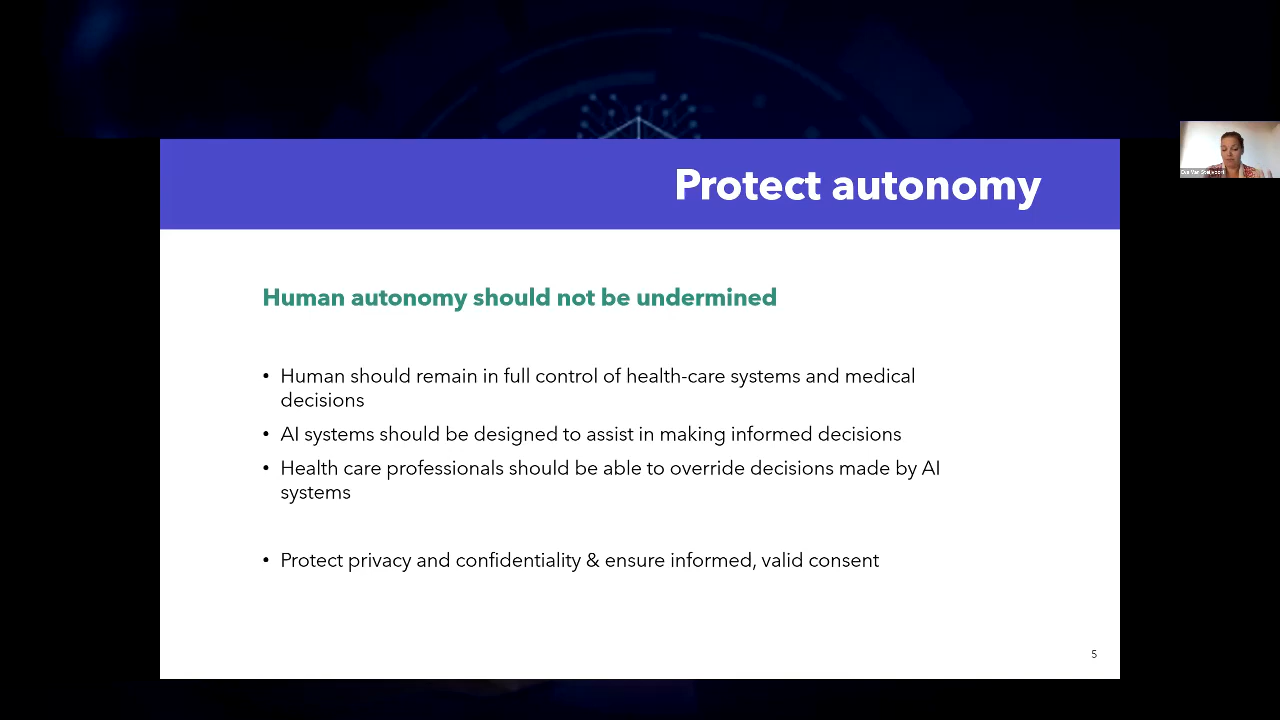 Protect autonomy
Human autonomy should not be undermined
• Human should remain in full control of health-care systems and medical
decisions
• AI systems should be designed to assist in making informed decisions
• Health care professionals should be able to override decisions made by AI
systems
• Protect privacy and confidentiality & ensure informed, valid consent
5